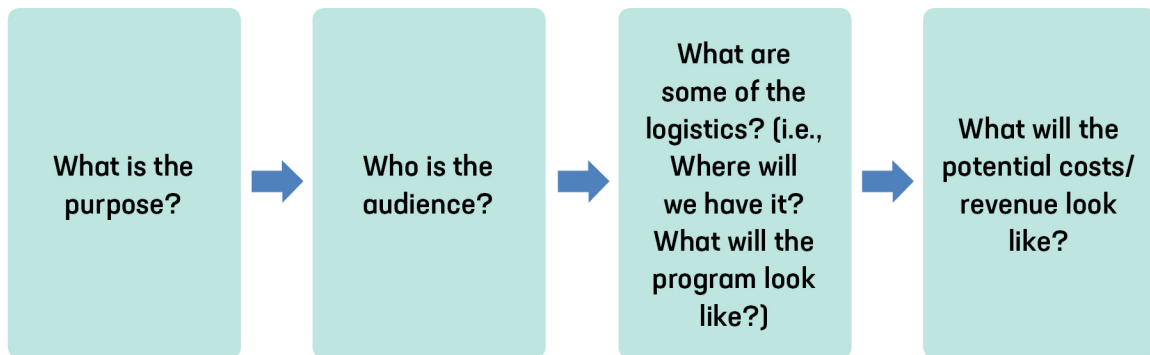 What is the
purpose?
Who is the
audience?
What are
some of the
logistics? (i.e.,
Where will
we have it?
What will the
program look
like?)
What will the
potential costs/
revenue look
like?